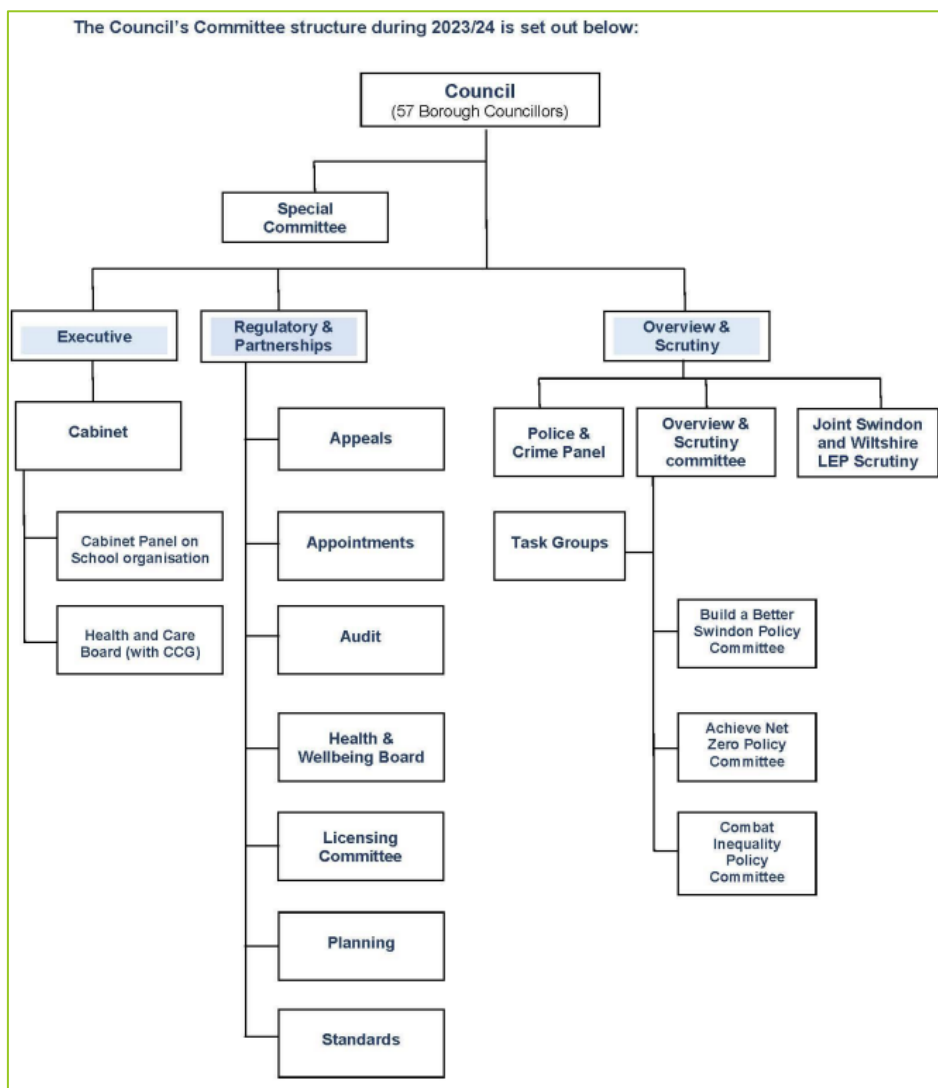 The Council's Committee structure during 2023/24 is set out below:
Council
(57 Borough Councillors)
Special
Committee
Executive
Regulatory &
Partnerships
Overview &
Scrutiny
Cabinet
Cabinet Panel on
School organisation
Health and Care
Board (with CCG)
Appeals
Appointments
Audit
Health &
Wellbeing Board
Licensing
Committee
Planning
Standards
Police &
Crime Panel
Overview &
Scrutiny
committee
Joint Swindon
and Wiltshire
LEP Scrutiny
Task Groups
Build a Better
Swindon Policy
Committee
Achieve Net
Zero Policy
Committee
Combat
Inequality
Policy
Committee